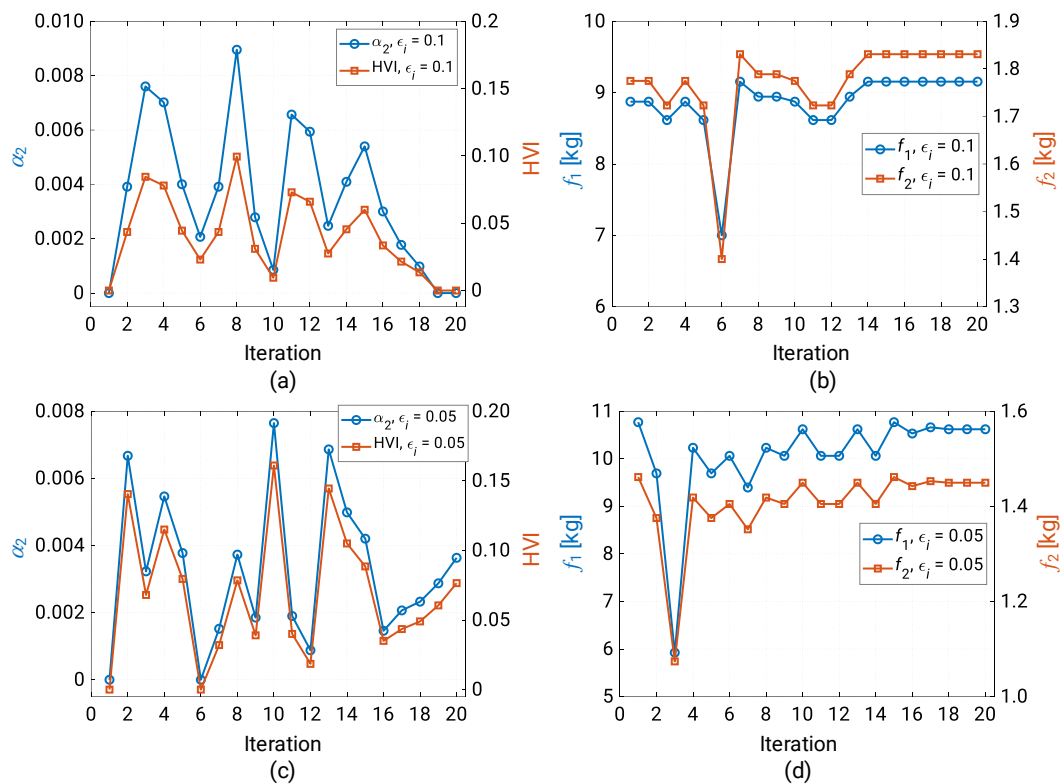 0.010
0.008
0.006
0.004
0.002
0
α2
0.2
0.15
0.10
0.05
0
HVI
α2, ϵi = 0.1
HVI, ϵi = 0.1
0 2 4 6 8 10 12 14 16 18 20
Iteration
(a)
10
9
8
7
6
f1 [kg]
1.9
1.8
1.7
1.6
1.5
1.4
1.3
f2 [kg]
f1, ϵi = 0.1
f2, ϵi = 0.1
0 2 4 6 8 10 12 14 16 18 20
Iteration
(b)
0.008
0.006
0.004
0.002
0
α2
0.20
0.15
0.10
0.05
0
HVI
α2, ϵi = 0.05
HVI, ϵi = 0.05
0 2 4 6 8 10 12 14 16 18 20
Iteration
(c)
11
10
9
8
7
6
5
f1 [kg]
1.6
1.4
1.2
1.0
f2 [kg]
f1, ϵi = 0.05
f2, ϵi = 0.05
0 2 4 6 8 10 12 14 16 18 20
Iteration
(d)